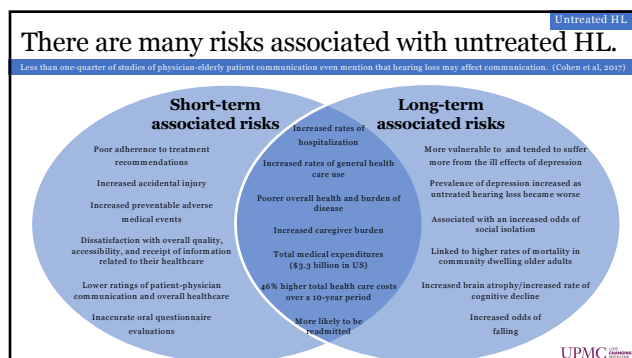 Untreated HL
There are many risks associated with untreated HL.
Less than one-quarter of studies of physician-elderly patient communication even mention that hearing loss may affect communication. (Cohen et al, 2017)
Short-term
associated risks
Poor adherence to treatment
recommendations
Increased accidental injury
Increased preventable adverse
medical events
Dissatisfaction with overall quality,
accessibility, and receipt of information
related to their healthcare
Lower ratings of patient-physician
communication and overall healthcare
Inaccurate oral questionnaire
evaluations
Increased rates of
hospitalization
Increased rates of general health
care use
Poorer overall health and burden of
disease
Increased caregiver burden
Total medical expenditures
($3.3 billion in US)
46% higher total health care costs
over a 10-year period
More likely to be
readmitted
Long-term
associated risks
More vulnerable to and tended to suffer
more from the ill effects of depression
Prevalence of depression increased as
untreated hearing loss became worse
Associated with an increased odds of
social isolation
Linked to higher rates of mortality in
community dwelling older adults
Increased brain atrophy/increased rate of
cognitive decline
Increased odds of
falling
UPMC LIFE CHANGING MEDICINE